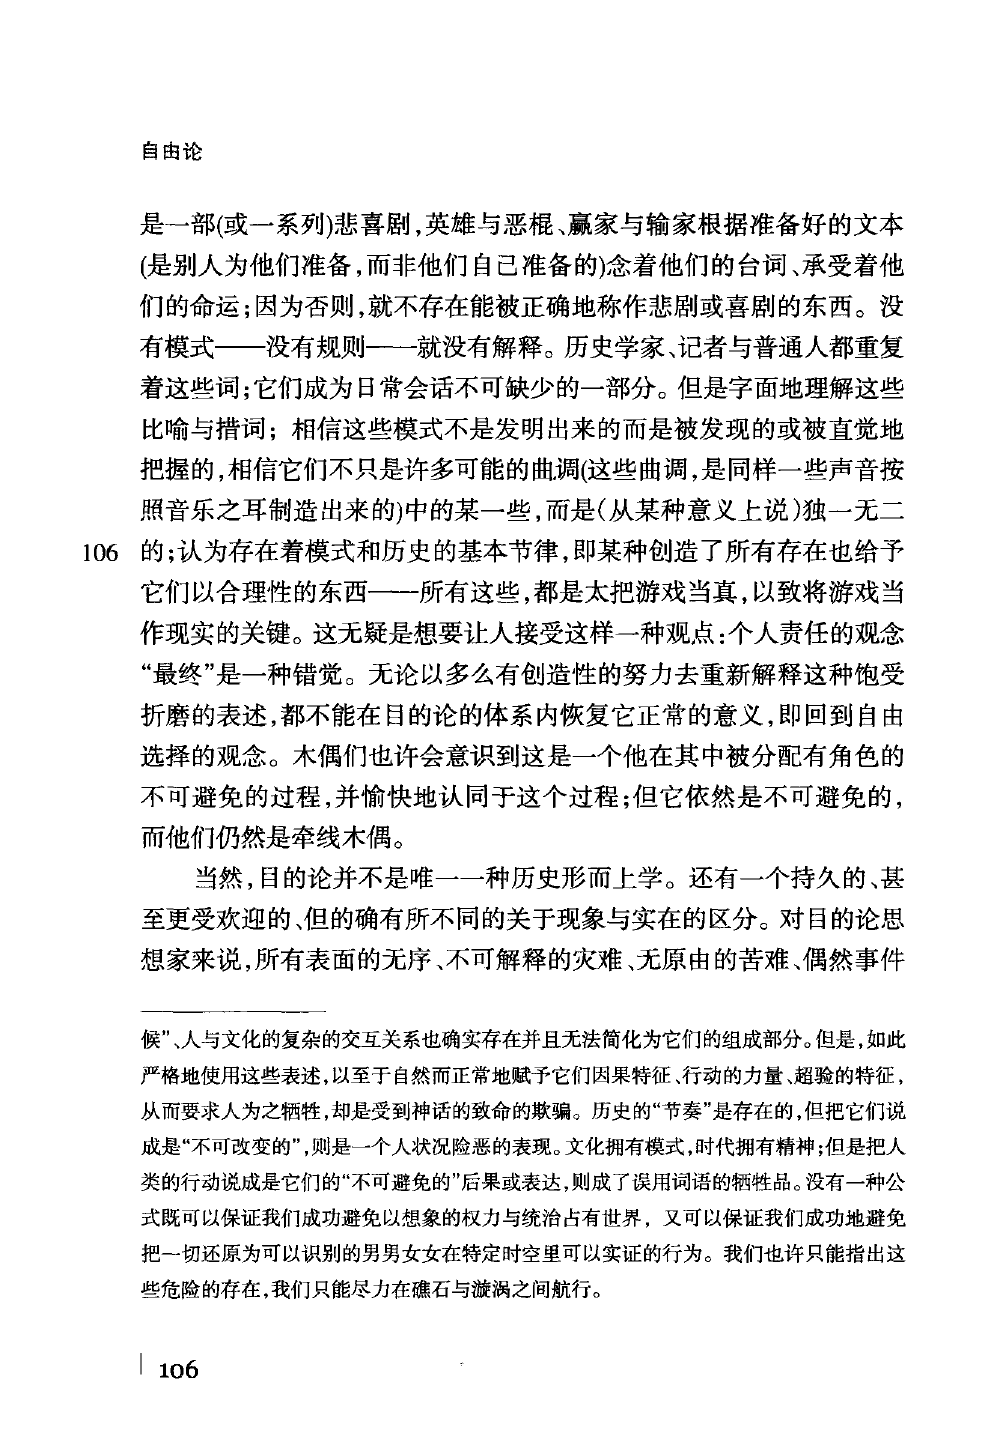 自由论
是一部(或一系列)悲喜剧,英雄与恶棍、赢家与输家根据准备好的文本
(是别人为他们准备,而非他们自己准备的)念着他们的台词、承受着他
们的命运;因为否则,就不存在能被正确地称作悲剧或喜剧的东西。没
有模式——没有规则——就没有解释。历史学家、记者与普通人都重复
着这些词;它们成为日常会话不可缺少的一部分。但是字面地理解这些
比喻与措词；相信这些模式不是发明出来的而是被发现的或被直觉地
把握的,相信它们不只是许多可能的曲调(这些曲调,是同样一些声音按
照音乐之耳制造出来的)中的某一些,而是(从某种意义上说)独一无二
106 的;认为存在着模式和历史的基本节律,即某种创造了所有存在也给予
它们以合理性的东西——所有这些,都是太把游戏当真,以致将游戏当
作现实的关键。这无疑是想要让人接受这样一种观点:个人责任的观念
“最终”是一种错觉。无论以多么有创造性的努力去重新解释这种饱受
折磨的表述,都不能在目的论的体系内恢复它正常的意义,即回到自由
选择的观念。木偶们也许会意识到这是一个他在其中被分配有角色的
不可避免的过程,并愉快地认同于这个过程;但它依然是不可避免的,
而他们仍然是牵线木偶。
当然,目的论并不是唯一一种历史形而上学。还有一个持久的、甚
至更受欢迎的、但的确有所不同的关于现象与实在的区分。对目的论思
想家来说,所有表面的无序、不可解释的灾难、无原由的苦难、偶然事件
候”、人与文化的复杂的交互关系也确实存在并且无法简化为它们的组成部分。但是,如此
严格地使用这些表述,以至于自然而正常地赋予它们因果特征、行动的力量、超验的特征,
从而要求人为之牺牲,却是受到神话的致命的欺骗。历史的“节奏”是存在的,但把它们说
成是“不可改变的”,则是一个人状况险恶的表现。文化拥有模式,时代拥有精神;但是把人
类的行动说成是它们的“不可避免的”后果或表达,则成了误用词语的牺牲品。没有一种公
式既可以保证我们成功避免以想象的权力与统治占有世界，又可以保证我们成功地避免
把一切还原为可以识别的男男女女在特定时空里可以实证的行为。我们也许只能指出这
些危险的存在,我们只能尽力在礁石与漩涡之间航行。
106